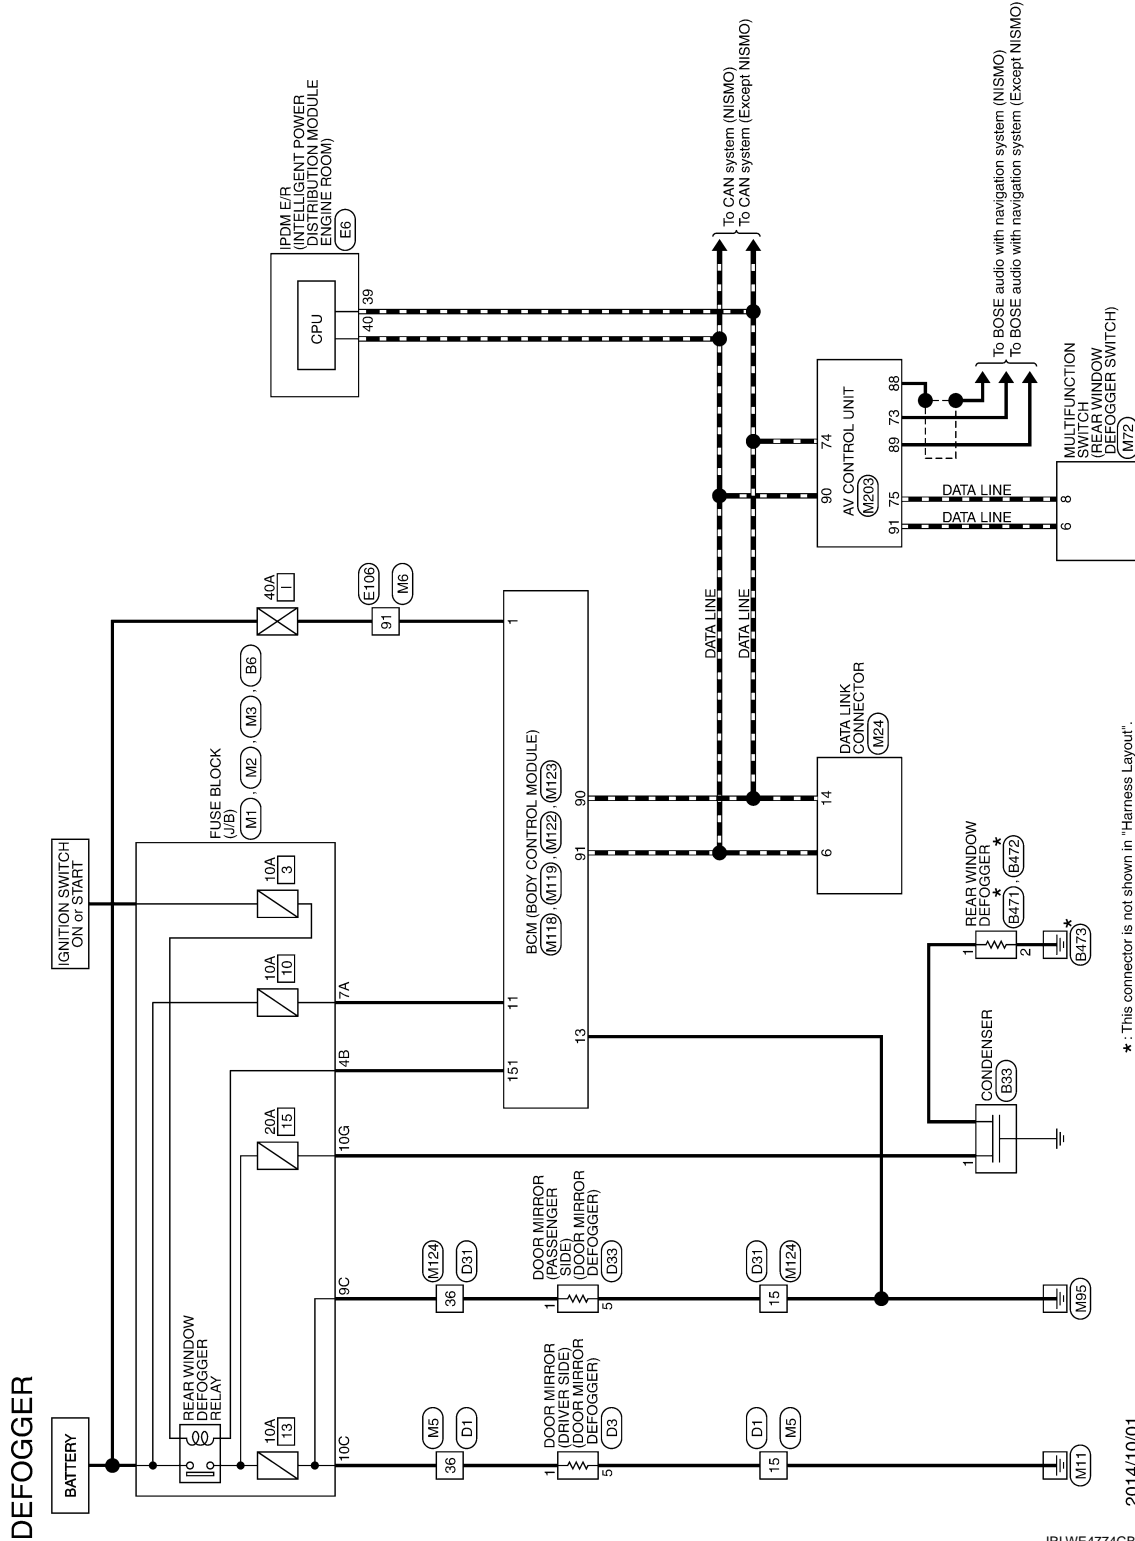 DEFOGGER
BATTERY
IGNITION SWITCH
ON or START
FUSE BLOCK
(J/B)
M1 , M2 , M3 , B6
REAR WINDOW
DEFOGGER
RELAY
10A
13
20A
15
10A
10
10A
3
40A
I
10C
9C
10G
4B
7A
E106
M6
91
IPDM E/R
(INTELLIGENT POWER
DISTRIBUTION MODULE
ENGINE ROOM)
E6
CPU
40
39
M5
D1
36
M124
D31
36
151
11
1
BCM (BODY CONTROL MODULE)
M118 , M119 , M122 , M123
13
91
90
DOOR MIRROR
(DRIVER SIDE)
(DOOR MIRROR
DEFOGGER)
D3
1
5
DOOR MIRROR
(PASSENGER
SIDE)
(DOOR MIRROR
DEFOGGER)
D33
1
5
DATA LINE
DATA LINE
To CAN system (NISMO)
To CAN system (Except NISMO)
D1
M5
15
D31
M124
15
6
14
DATA LINK
CONNECTOR
M24
90
74
AV CONTROL UNIT
M203
91
75
89
73
88
DATA LINE
DATA LINE
To BOSE audio with navigation system (NISMO)
To BOSE audio with navigation system (Except NISMO)
CONDENSER
B33
1
REAR WINDOW
DEFOGGER
* *
B471 , B472
1
2
B473
*
M11
M95
6
8
MULTIFUNCTION
SWITCH
(REAR WINDOW
DEFOGGER SWITCH)
M72
* : This connector is not shown in "Harness Layout".
2014/10/01